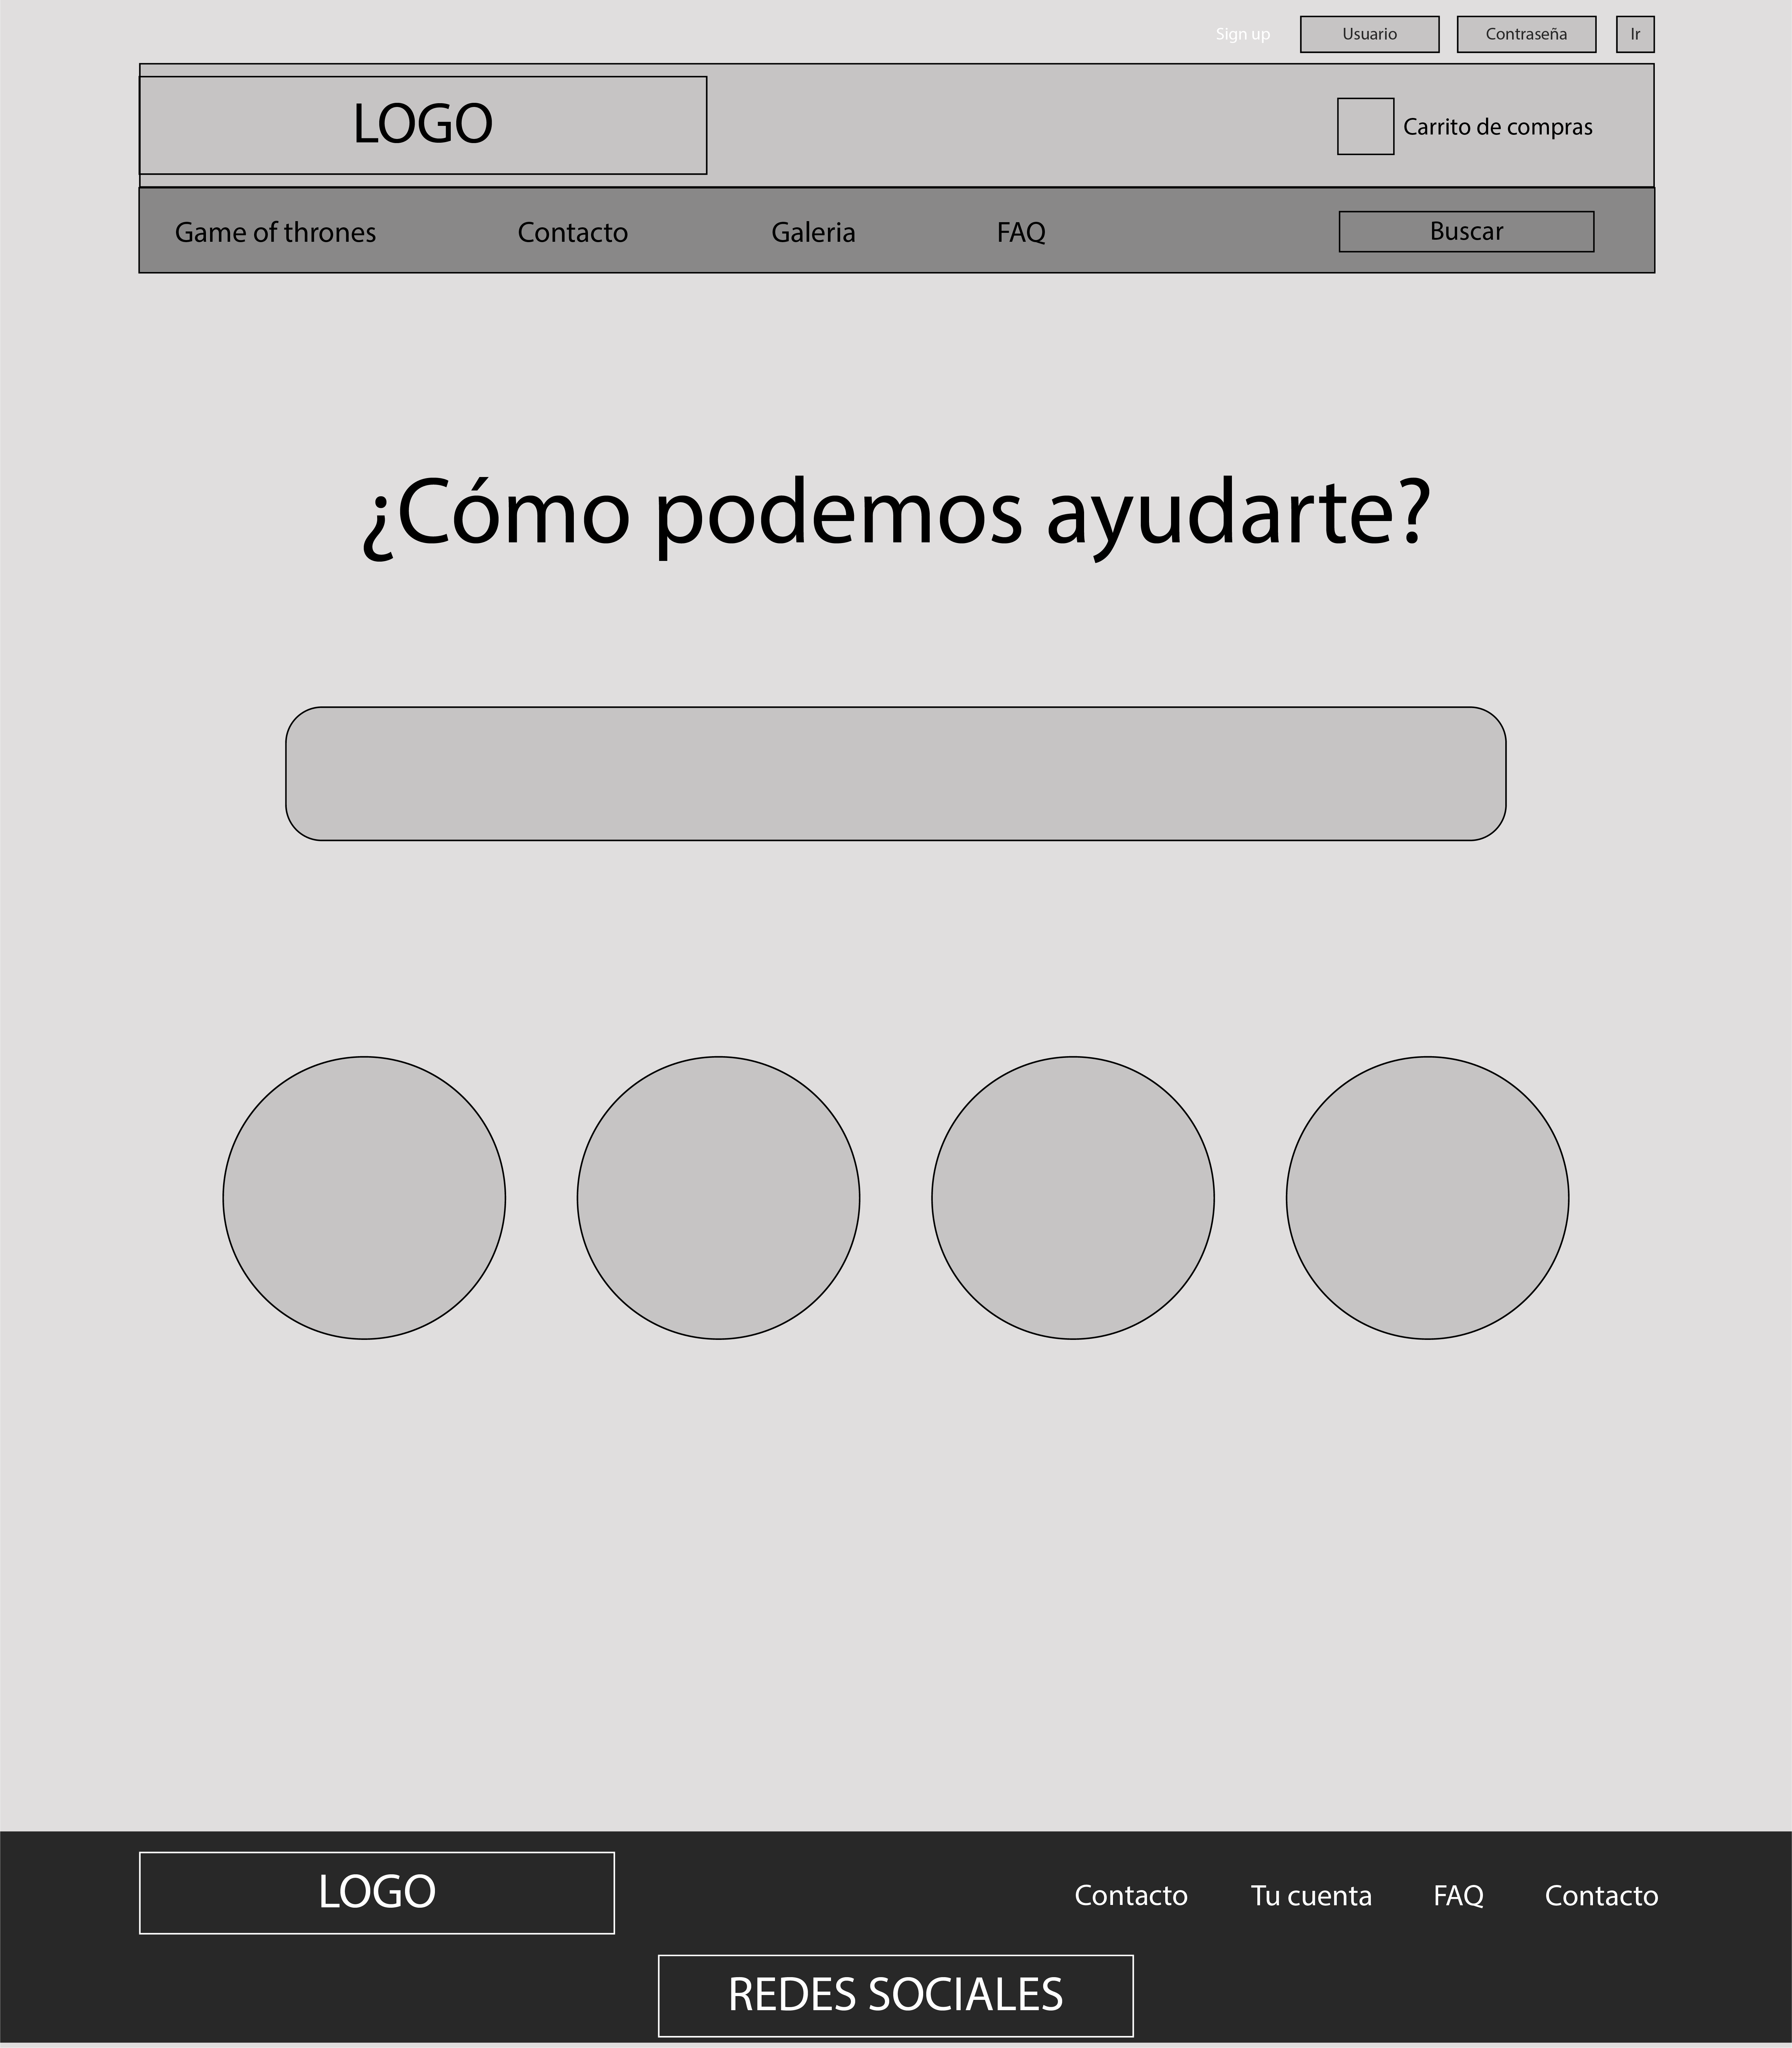 Sign up Usuario Contraseña Ir
LOGO
Carrito de compras
Game of thrones Contacto Galeria FAQ Buscar
¿Cómo podemos ayudarte?
LOGO
Contacto Tu cuenta FAQ Contacto
REDES SOCIALES